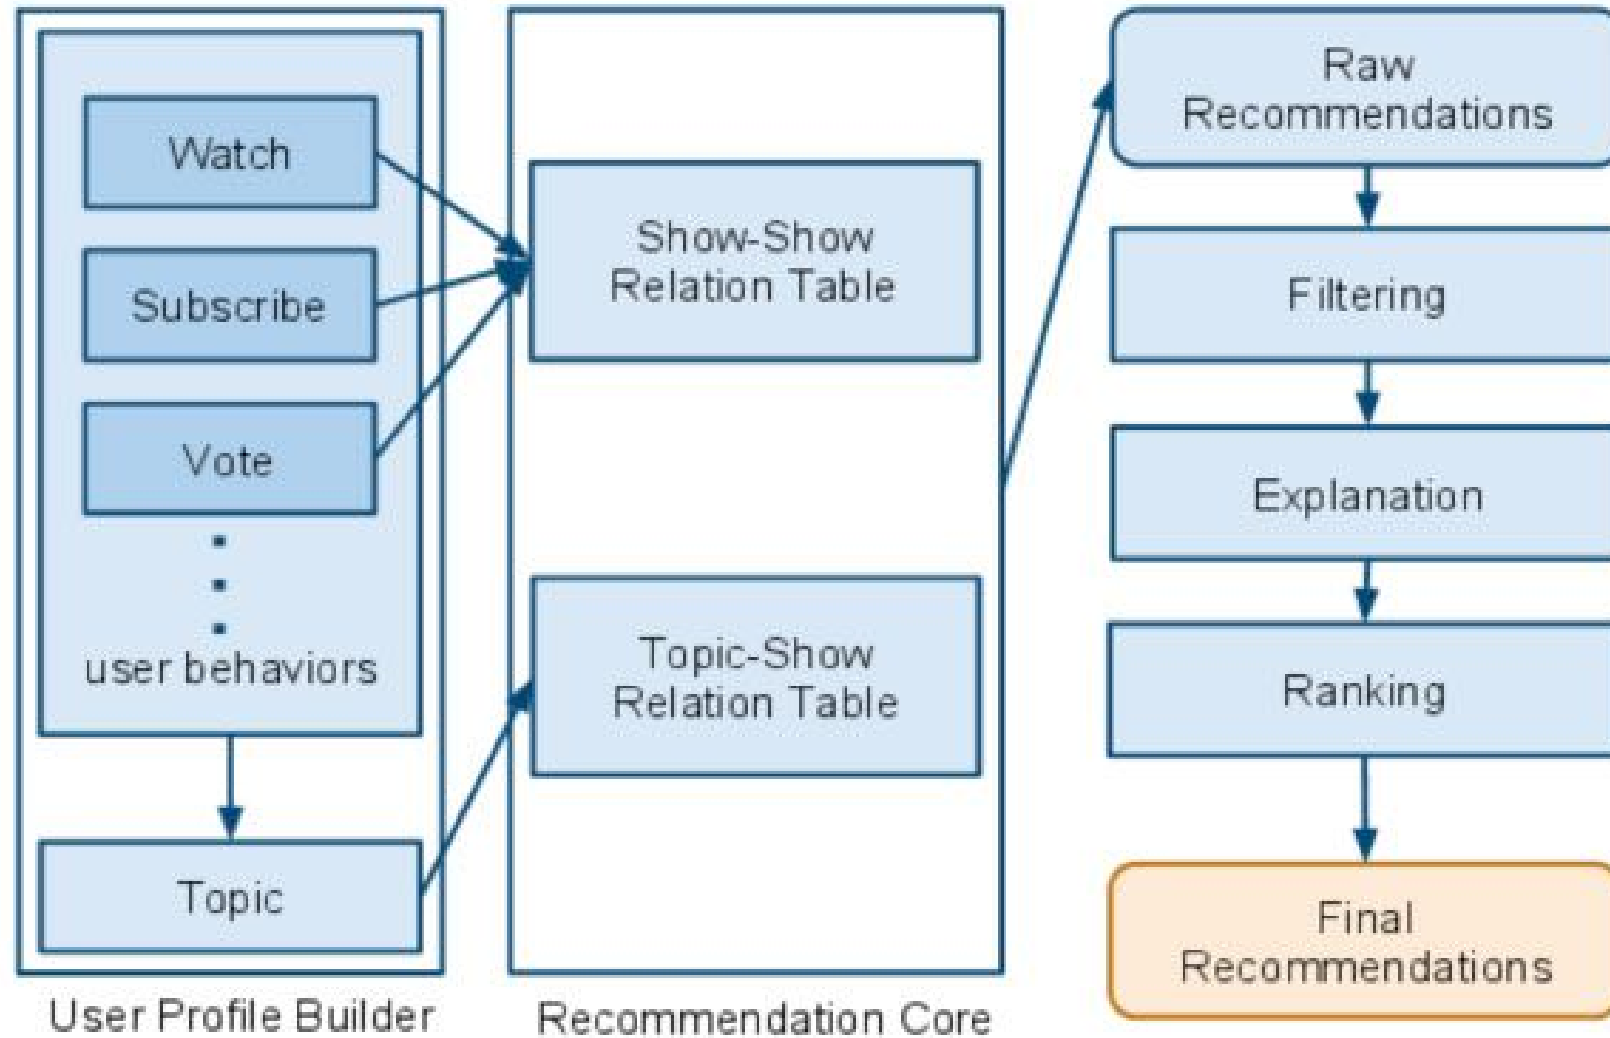 Watch
Subscribe
Vote
user behaviors
Topic
User Profile Builder
Show-Show
Relation Table
Topic-Show
Relation Table
Recommendation Core
Raw
Recommendations
Filtering
Explanation
Ranking
Final
Recommendations